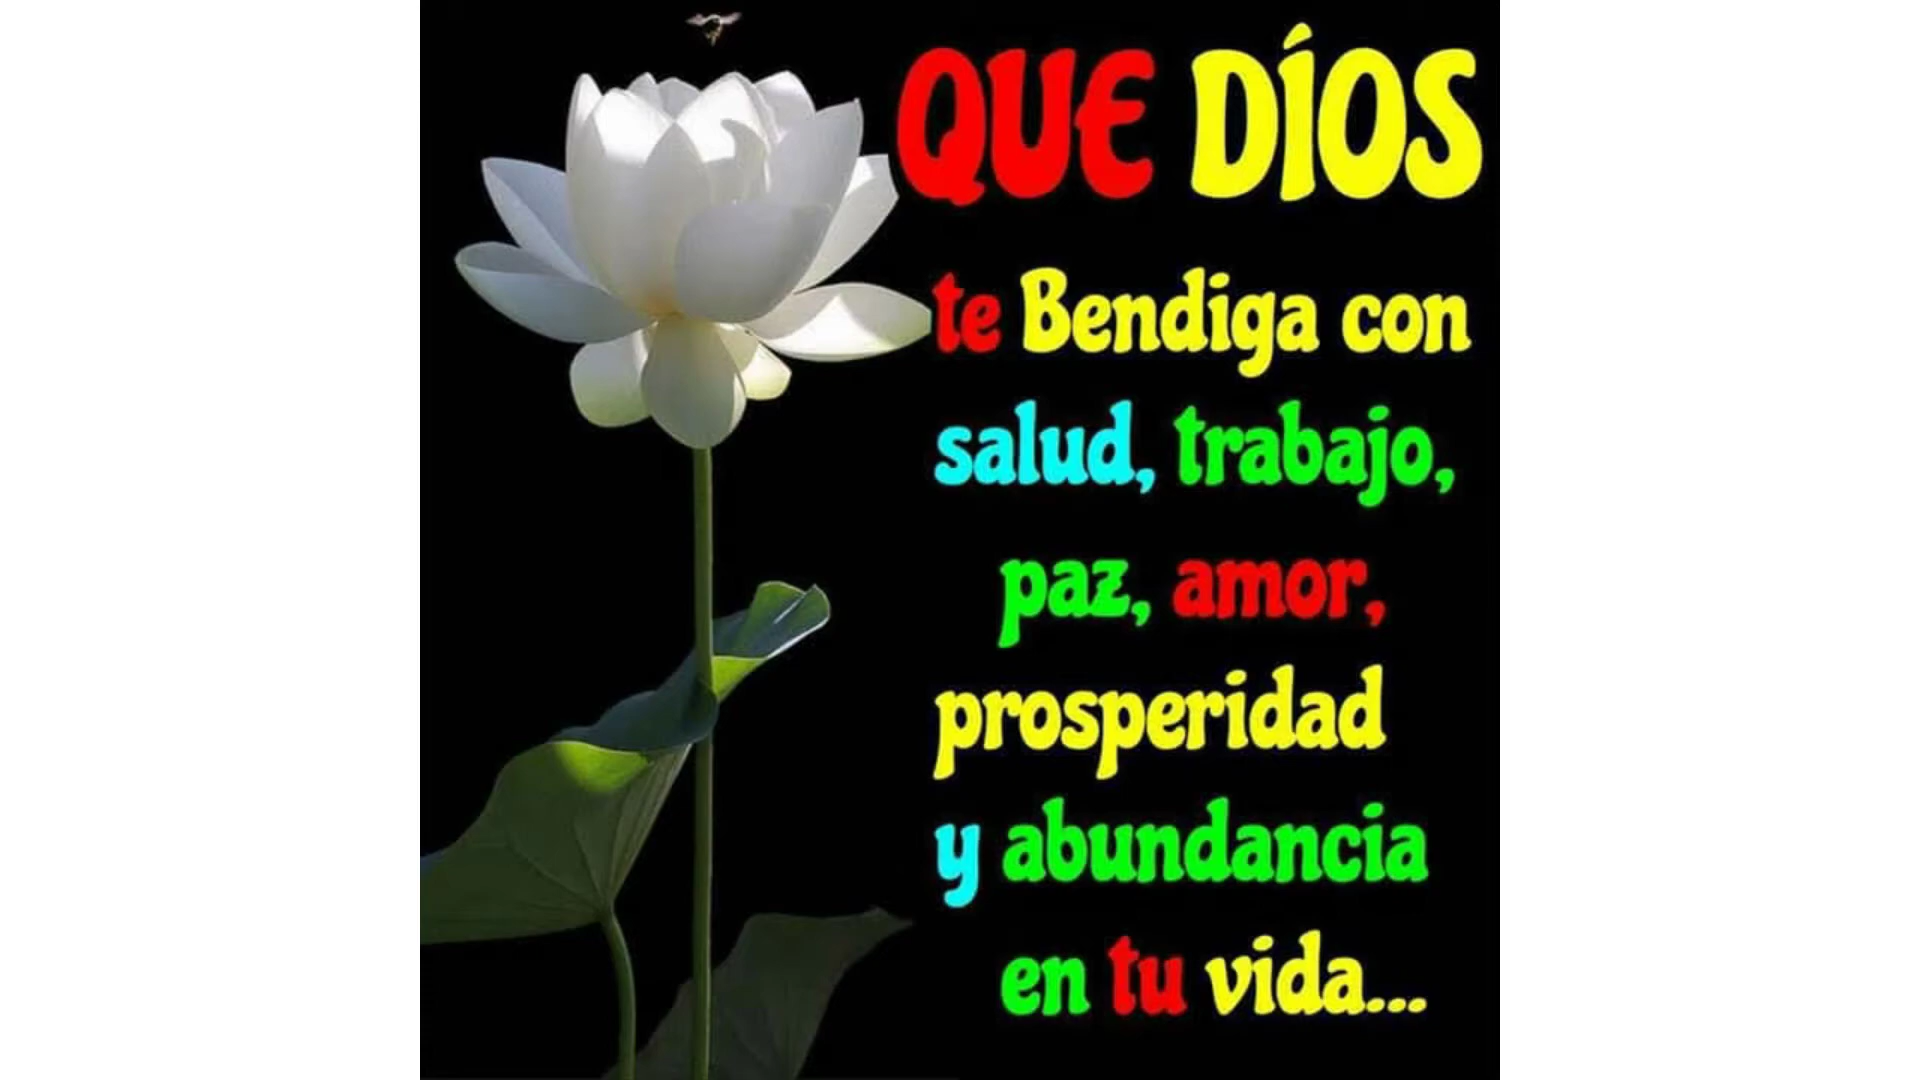 QUE DÍOS
te Bendiga con
salud, trabajo,
paz, amor,
prosperidad
y abundancia
en tu vida...